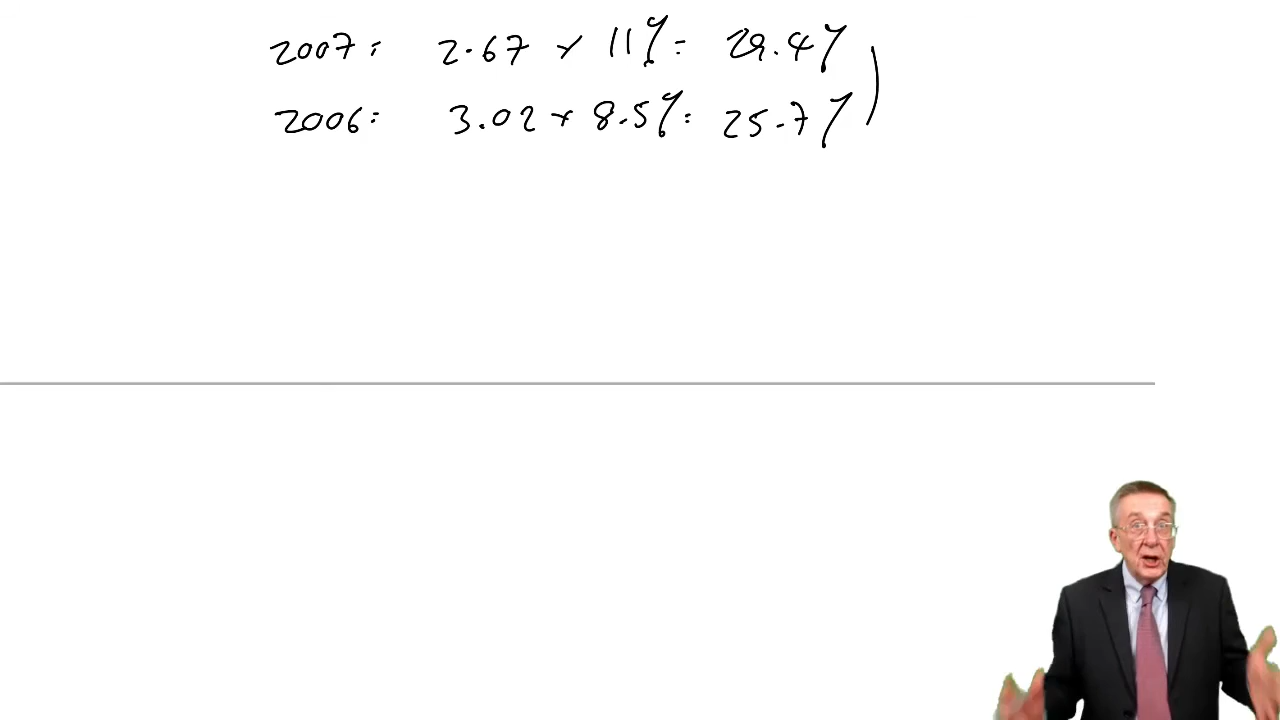 2007: 2.67 × 11% = 29.4%
2006: 3.02 × 8.5% = 25.7%